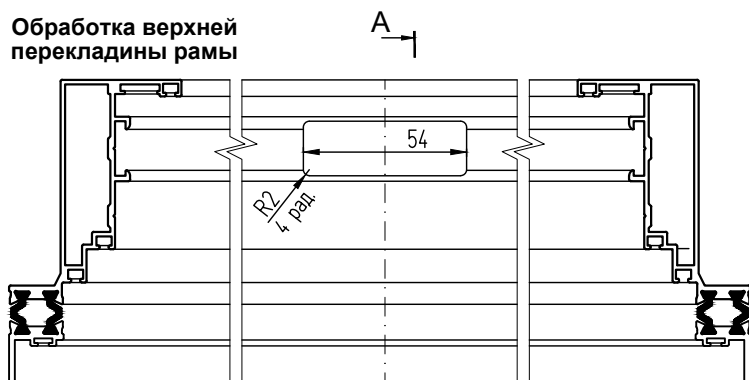 Обработка верхней
перекладины рамы
А
54
R2
4 рад.